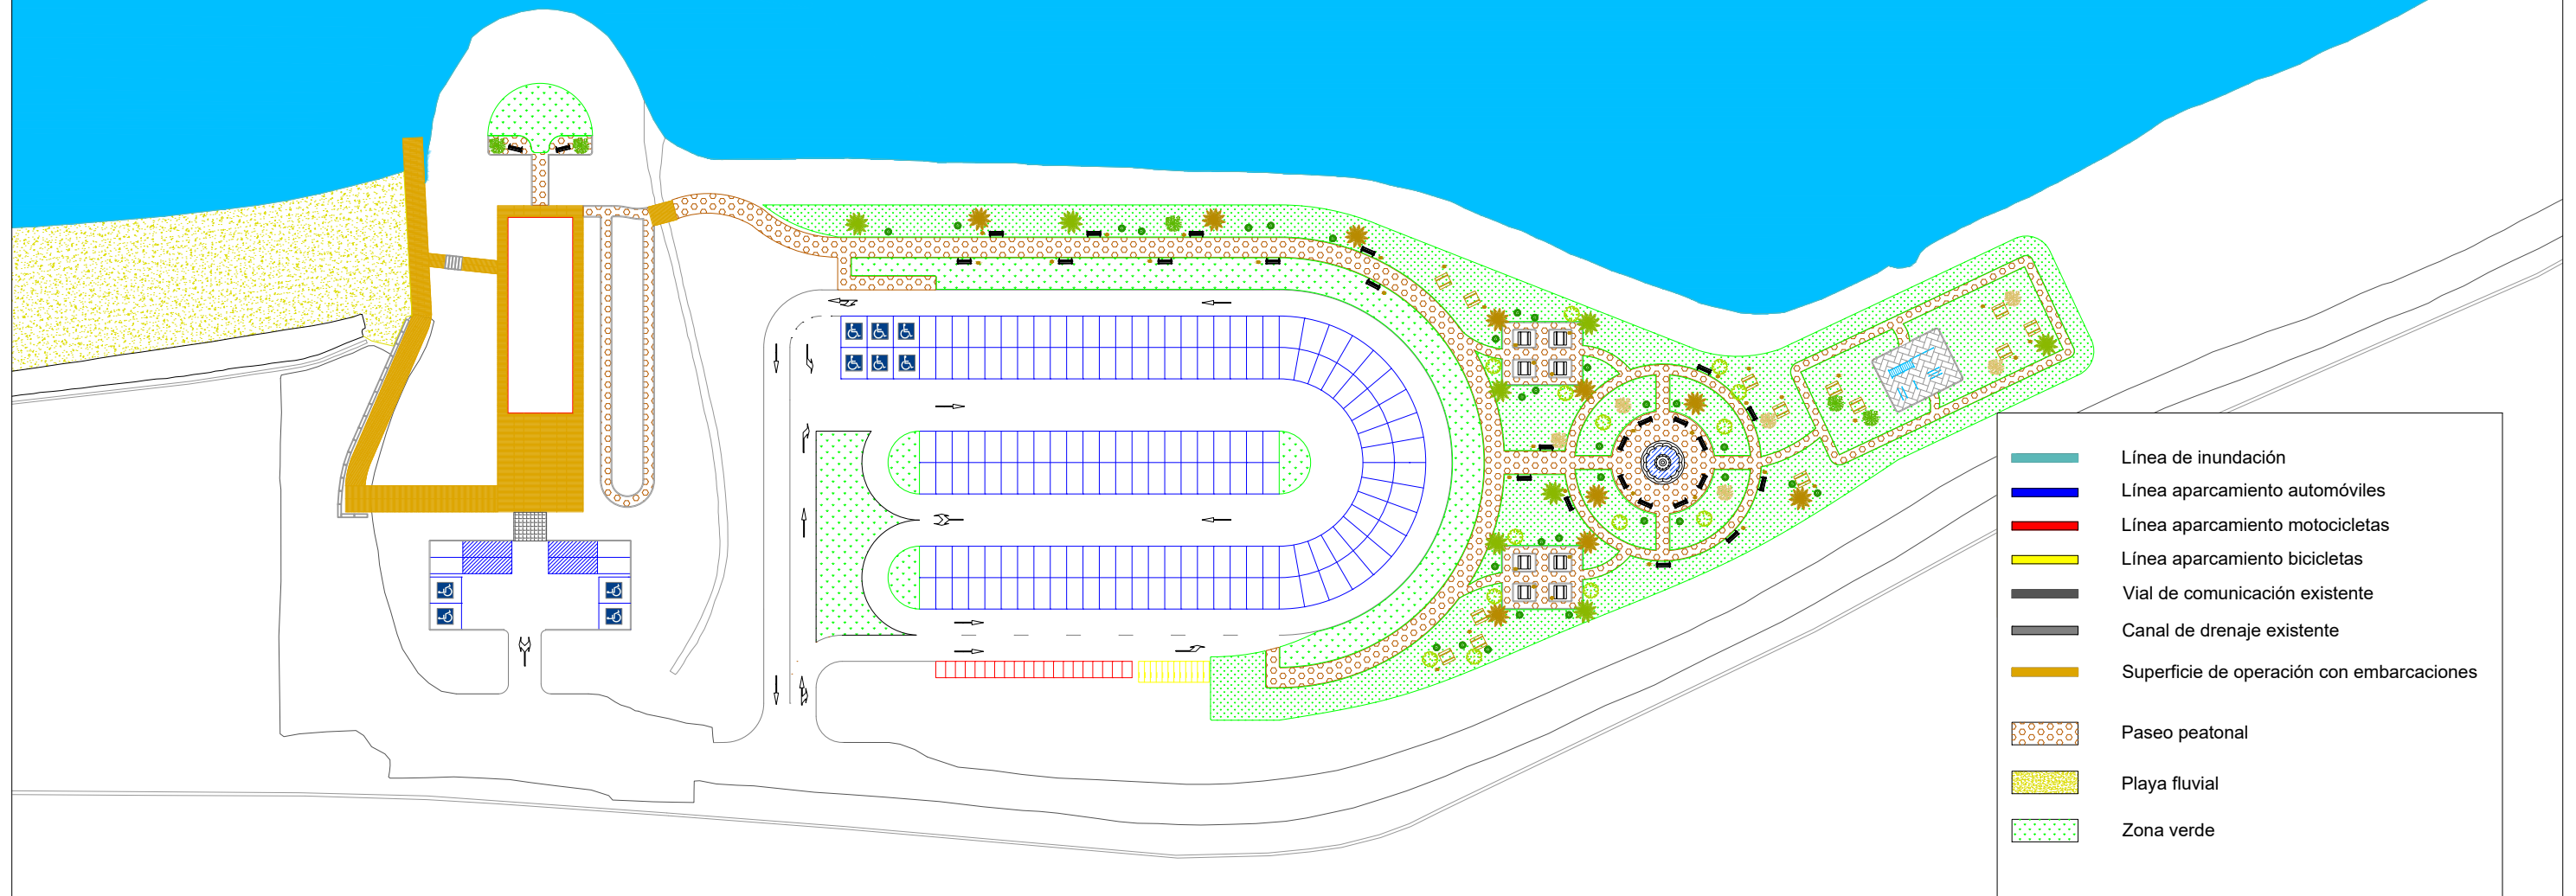 Línea de inundación
Línea aparcamiento automóviles
Línea aparcamiento motocicletas
Línea aparcamiento bicicletas
Vial de comunicación existente
Canal de drenaje existente
Superficie de operación con embarcaciones
Paseo peatonal
Playa fluvial
Zona verde